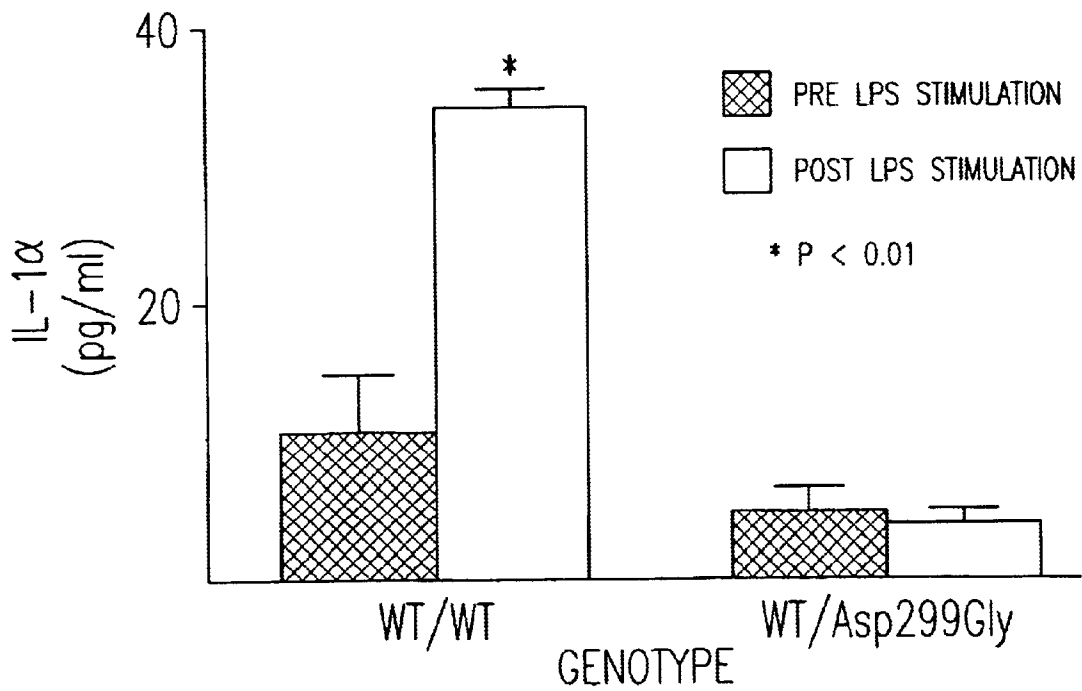 40
*
PRE LPS STIMULATION
POST LPS STIMULATION
* P < 0.01
IL-1α
(pg/ml)
20
WT/WT
WT/Asp299Gly
GENOTYPE